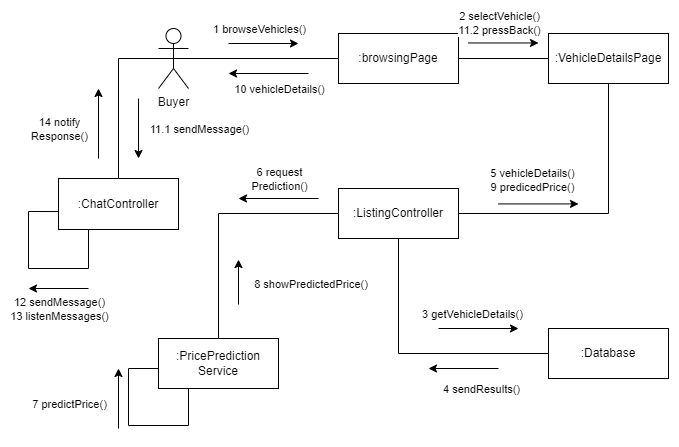 1 browseVehicles()
2 selectVehicle()
11.2 pressBack()
:browsingPage
:VehicleDetailsPage
10 vehicleDetails()
Buyer
14 notify
Response()
11.1 sendMessage()
:ChatController
6 request
Prediction()
5 vehicleDetails()
9 predicedPrice()
:ListingController
12 sendMessage()
13 listenMessages()
8 showPredictedPrice()
3 getVehicleDetails()
:PricePrediction
Service
:Database
4 sendResults()
7 predictPrice()